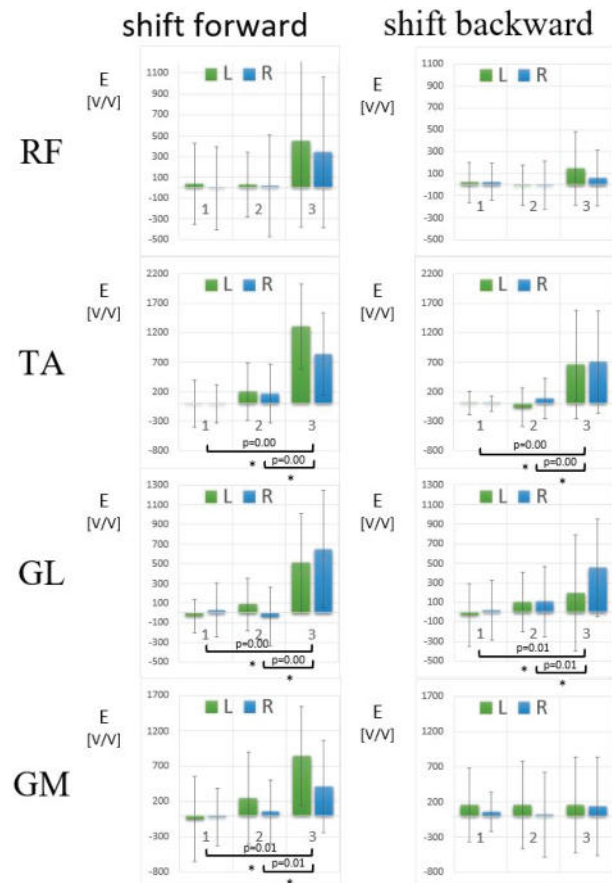 shift forward
shift backward
RF
E
[V/V]
L R
1100
900
700
500
300
100
-100
-300
-500
1 2 3
E
[V/V]
L R
1100
900
700
500
300
100
-100
-300
-500
1 2 3
TA
E
[V/V]
L R
2200
1700
1200
700
200
-300
-800
1 2 3
p=0.00
* p=0.00
*
E
[V/V]
L R
2200
1700
1200
700
200
-300
-800
1 2 3
p=0.00
* p=0.00
*
GL
E
[V/V]
L R
1300
1100
900
700
500
300
100
-100
-300
-500
1 2 3
p=0.00
* p=0.00
*
E
[V/V]
L R
1300
1100
900
700
500
300
100
-100
-300
-500
1 2 3
p=0.01
* p=0.01
*
GM
E
[V/V]
L R
1700
1200
700
200
-300
-800
1 2 3
p=0.01
* p=0.01
*
E
[V/V]
L R
1700
1200
700
200
-300
-800
1 2 3